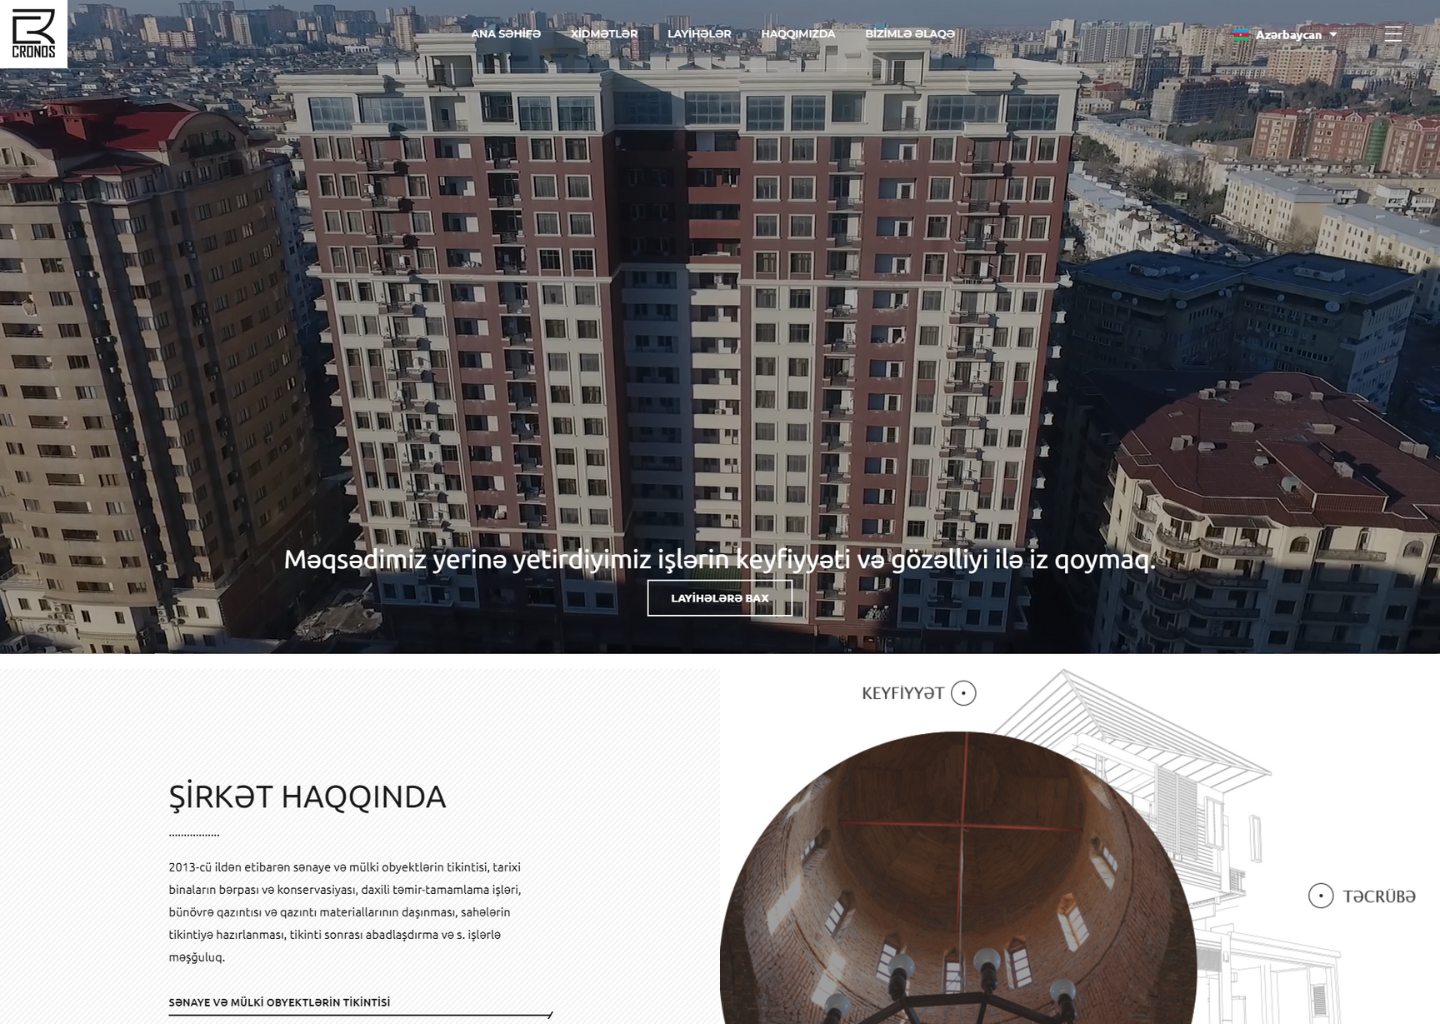 CRONOS
ANA SƏHİFƏ XİDMƏTLƏR LAYİHƏLƏR HAQQIMIZDA BİZİMLƏ ƏLAQƏ
Azərbaycan
Məqsədimiz yerinə yetirdiyimiz işlərin keyfiyyəti və gözəlliyi ilə iz qoymaq.
LAYİHƏLƏRƏ BAX
KEYFİYYƏT
ŞİRKƏT HAQQINDA
2013-cü ildən etibarən sənaye və mülki obyektlərin tikintisi, tarixi
binaların bərpası və konservasiyası, daxili təmir-tamamlama işləri,
bünövrə qazıntısı və qazıntı materiallarının daşınması, sahələrin
tikintiyə hazırlanması, tikinti sonrası abadlaşdırma və s. işlərlə
məşğuluq.
TƏCRÜBƏ
SƏNAYE VƏ MÜLKİ OBYEKTLƏRİN TİKİNTİSİ